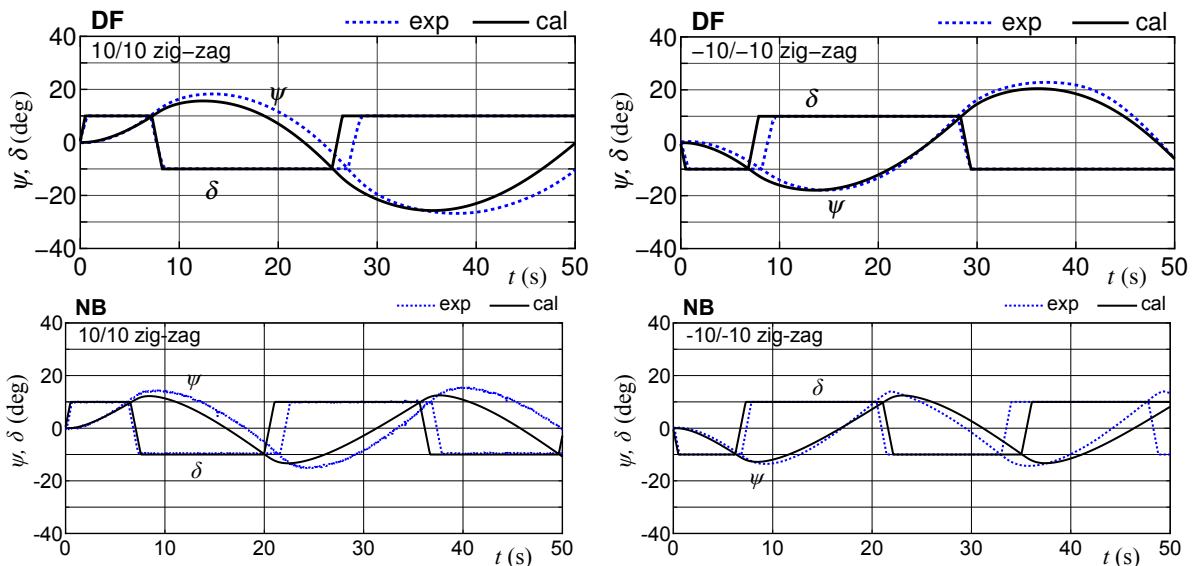 DF
exp
cal
10/10 zig−zag
40
20
0
−20
−40
ψ, δ (deg)
ψ
δ
0
10
20
30
40
50
t (s)
DF
exp
cal
−10/−10 zig−zag
40
20
0
−20
−40
ψ, δ (deg)
δ
ψ
0
10
20
30
40
50
t (s)
NB
exp
cal
10/10 zig-zag
40
20
0
-20
-40
ψ, δ (deg)
ψ
δ
0
10
20
30
40
50
t (s)
NB
exp
cal
-10/-10 zig-zag
40
20
0
-20
-40
ψ, δ (deg)
δ
ψ
0
10
20
30
40
50
t (s)